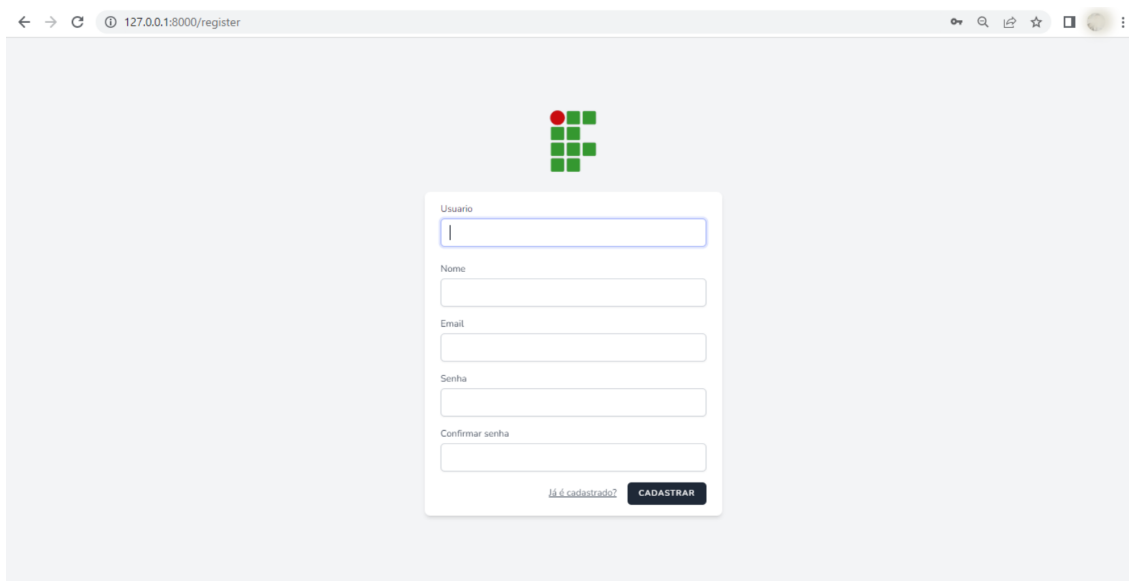 127.0.0.1:8000/register
Usuario
Nome
Email
Senha
Confirmar senha
Já é cadastrado? CADASTRAR